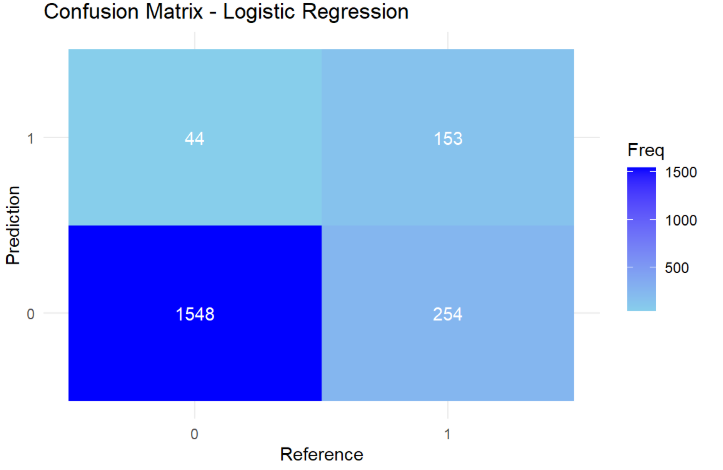 Confusion Matrix - Logistic Regression
Prediction
1
0
44
153
1548
254
0
1
Reference
Freq
1500
1000
500